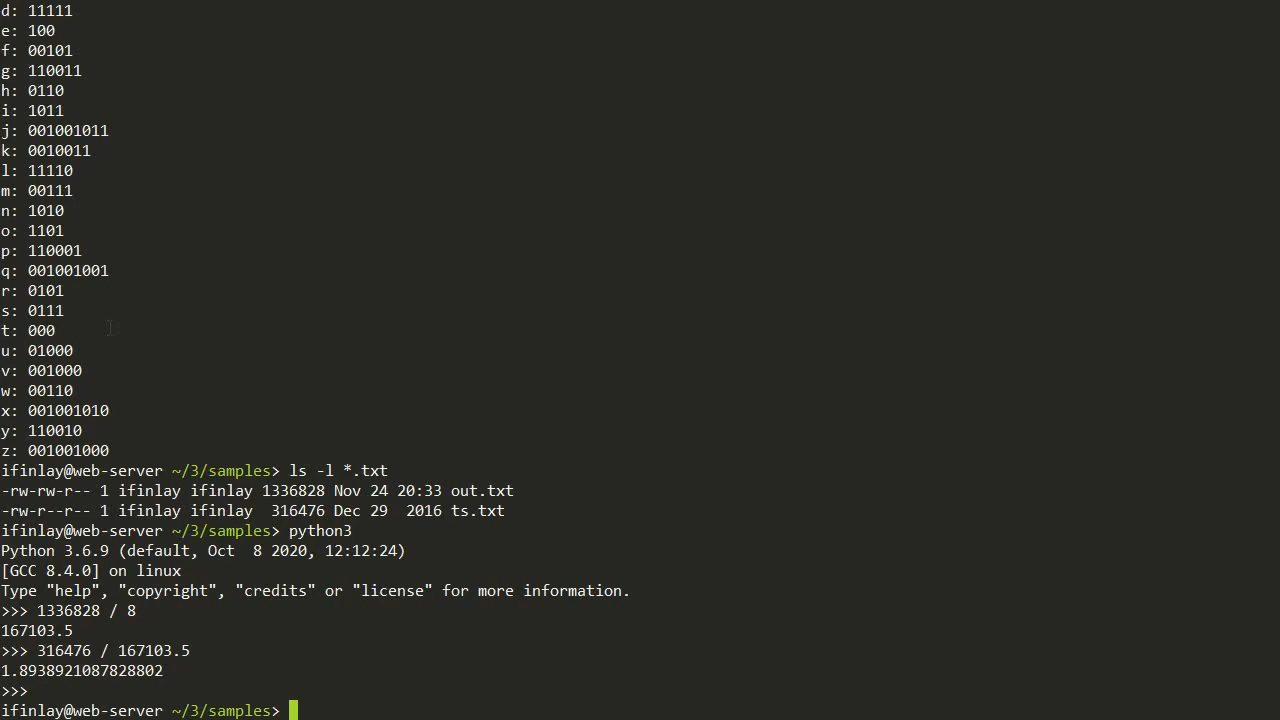 d: 11111
e: 100
f: 00101
g: 110011
h: 0110
i: 1011
j: 001001011
k: 0010011
l: 11110
m: 00111
n: 1010
o: 1101
p: 110001
q: 001001001
r: 0101
s: 0111
t: 000
u: 01000
v: 001000
w: 00110
x: 001001010
y: 110010
z: 001001000
ifinlay@web-server ~/3/samples> ls -l *.txt
-rw-rw-r-- 1 ifinlay ifinlay 1336828 Nov 24 20:33 out.txt
-rw-r--r-- 1 ifinlay ifinlay  316476 Dec 29  2016 ts.txt
ifinlay@web-server ~/3/samples> python3
Python 3.6.9 (default, Oct  8 2020, 12:12:24)
[GCC 8.4.0] on linux
Type "help", "copyright", "credits" or "license" for more information.
>>> 1336828 / 8
167103.5
>>> 316476 / 167103.5
1.8938921087828802
>>>
ifinlay@web-server ~/3/samples>